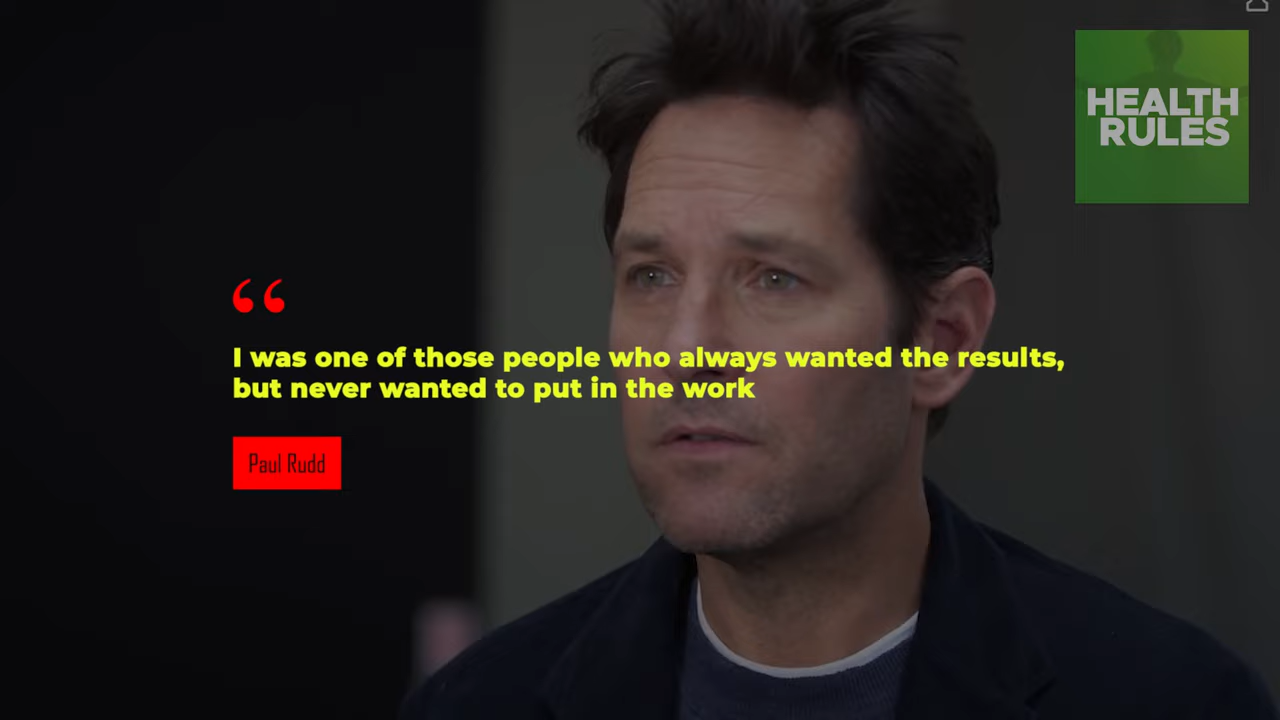 HEALTH
RULES
“
I was one of those people who always wanted the results,
but never wanted to put in the work
Paul Rudd